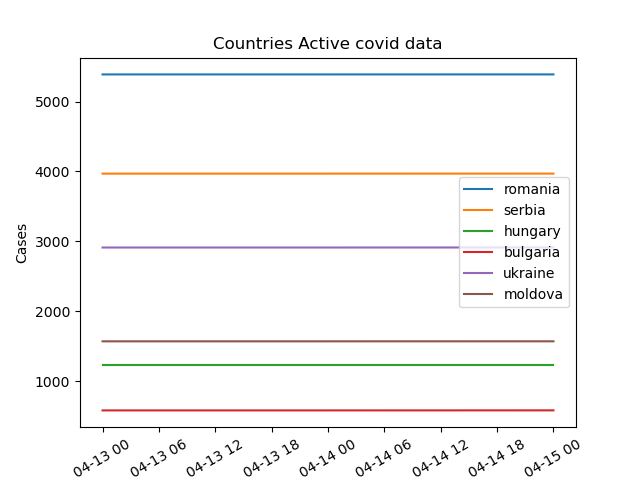 Countries Active covid data
Cases
5000
4000
3000
2000
1000
romania
serbia
hungary
bulgaria
ukraine
moldova
04-13 00
04-13 06
04-13 12
04-13 18
04-14 00
04-14 06
04-14 12
04-14 18
04-15 00